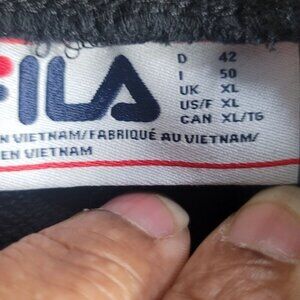 FILA
D 42
I 50
UK XL
US/F XL
CAN XL/TG
N VIETNAM/FABRIQUÉ AU VIETNAM/
EN VIETNAM